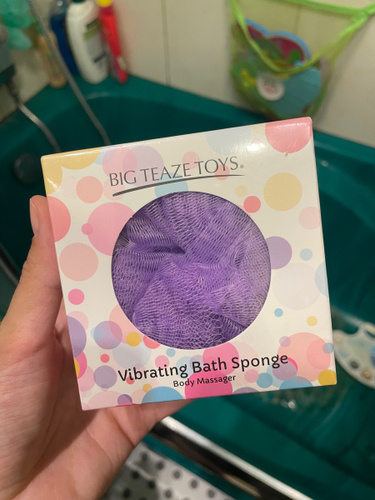 BIG TEAZE TOYS®
Vibrating Bath Sponge
Body Massager